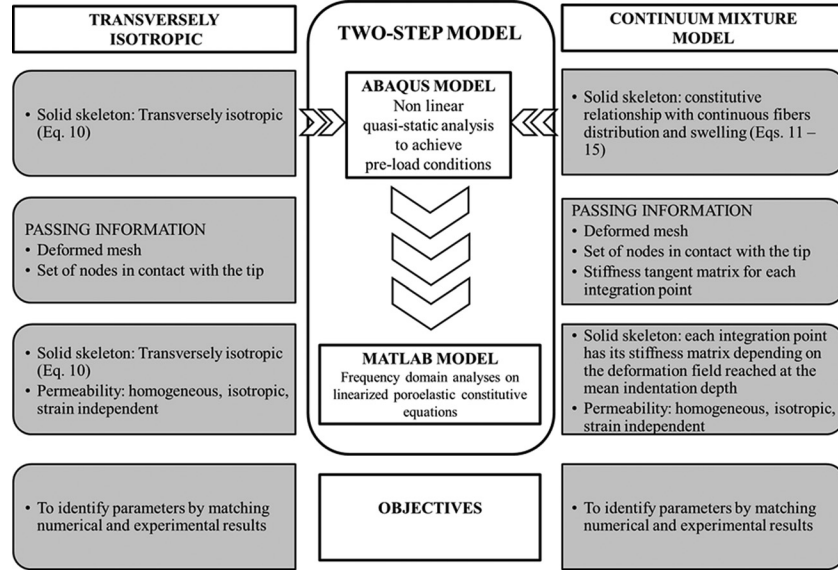 TRANSVERSELY
ISOTROPIC
• Solid skeleton: Transversely isotropic
(Eq. 10)
PASSING INFORMATION
• Deformed mesh
• Set of nodes in contact with the tip
• Solid skeleton: Transversely isotropic
(Eq. 10)
• Permeability: homogeneous, isotropic,
strain independent
• To identify parameters by matching
numerical and experimental results
TWO-STEP MODEL
ABAQUS MODEL
Non linear
quasi-static analysis
to achieve
pre-load conditions
MATLAB MODEL
Frequency domain analyses on
linearized poroelastic constitutive
equations
OBJECTIVES
CONTINUUM MIXTURE
MODEL
• Solid skeleton: constitutive
relationship with continuous fibers
distribution and swelling (Eqs. 11 –
15)
PASSING INFORMATION
• Deformed mesh
• Set of nodes in contact with the tip
• Stiffness tangent matrix for each
integration point
• Solid skeleton: each integration point
has its stiffness matrix depending on
the deformation field reached at the
mean indentation depth
• Permeability: homogeneous, isotropic,
strain independent
• To identify parameters by matching
numerical and experimental results